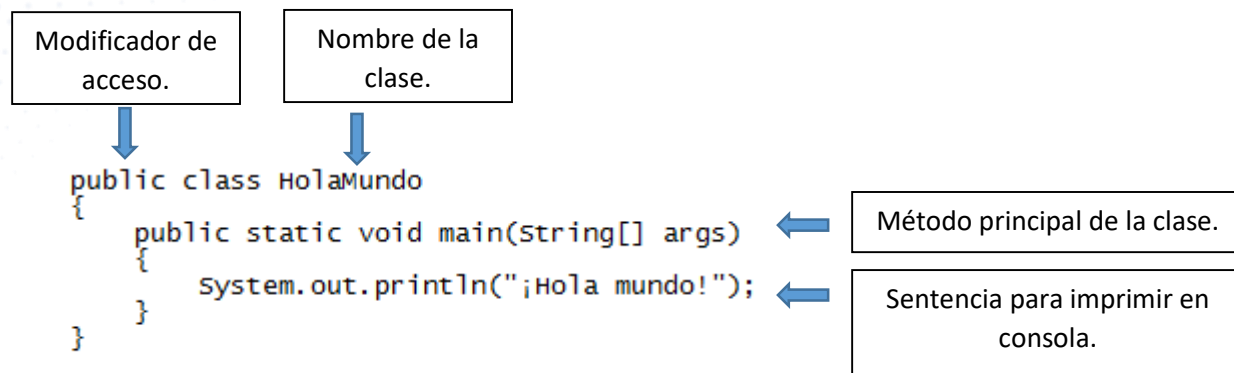 Modificador de
acceso.
Nombre de la
clase.
public class HolaMundo
{
public static void main(String[] args)
{
System.out.println("¡Hola mundo!");
}
}
Método principal de la clase.
Sentencia para imprimir en
consola.